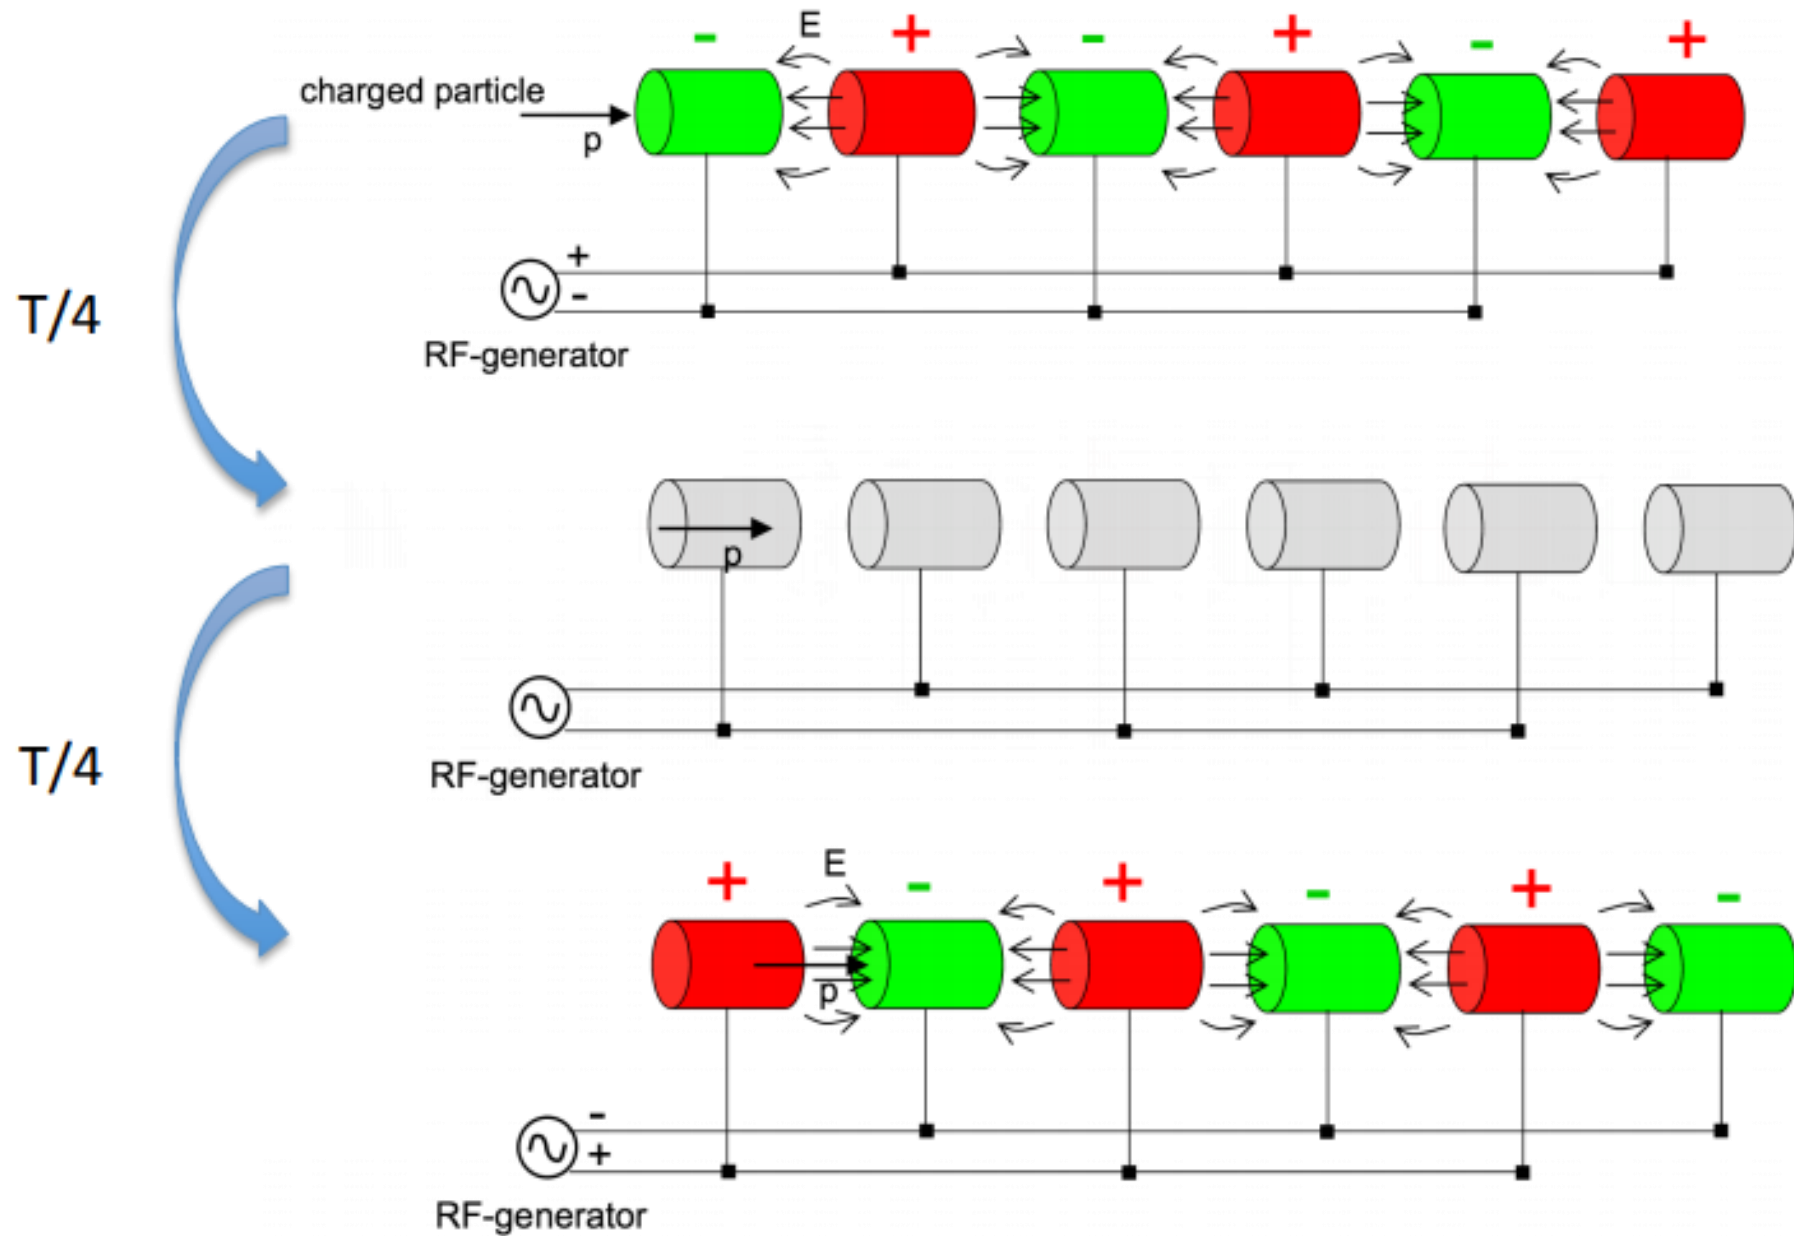 E
- + - + - +
charged particle
p
+
-
RF-generator
T/4
p
RF-generator
T/4
E
+ - + - + -
p
-
+
RF-generator